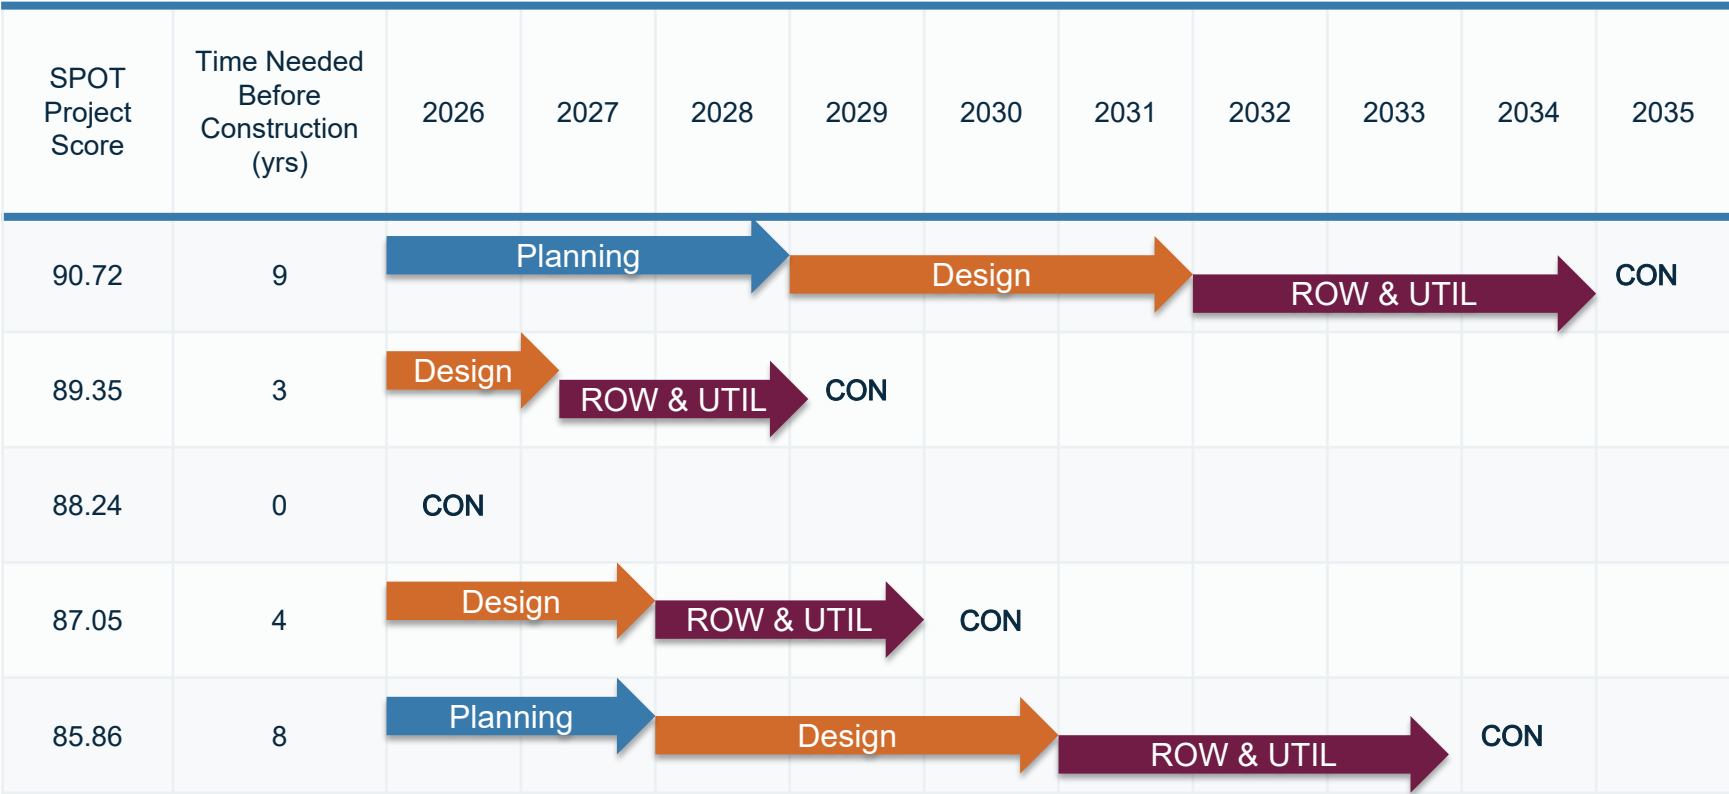 SPOT
Project
Score
Time Needed
Before
Construction
(yrs)
2026 2027 2028 2029 2030 2031 2032 2033 2034 2035
90.72 9 Planning Design ROW & UTIL CON
89.35 3 Design ROW & UTIL CON
88.24 0 CON
87.05 4 Design ROW & UTIL CON
85.86 8 Planning Design ROW & UTIL CON